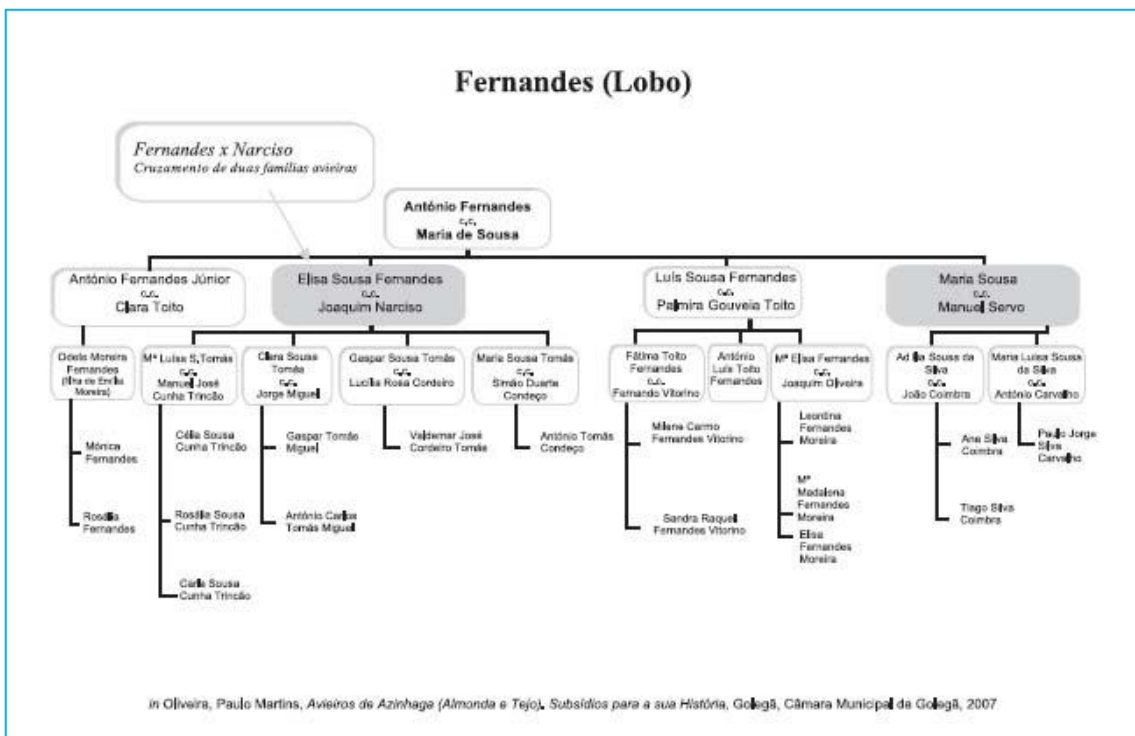 Fernandes (Lobo)
Fernandes x Narciso
Cruzamento de duas famílias avieiras
António Fernandes
c.c.
Maria de Sousa
António Fernandes Júnior
c.c.
Clara Toito
Elisa Sousa Fernandes
c.c.
Joaquim Narciso
Luís Sousa Fernandes
c.c.
Palmira Gouveia Toito
Maria Sousa
c.c.
Manuel Servo
Odete Moreira
Fernandes
(filha de Emília
Moreira)
Mª Luísa S. Tomás
c.c.
Manuel José
Cunha Trincão
Clara Sousa
Tomás
c.c.
Jorge Miguel
Gaspar Sousa Tomás
c.c.
Lucília Rosa Cordeiro
Maria Sousa Tomás
c.c.
Simão Duarte
Condeço
Fátima Toito
Fernandes
c.c.
Fernando Vitorino
António
Luís Toito
Fernandes
Mª Elisa Fernandes
c.c.
Joaquim Oliveira
Adília Sousa da
Silva
c.c.
João Coimbra
Maria Luísa Sousa
da Silva
c.c.
António Carvalho
Mónica
Fernandes
Rosália
Fernandes
Célia Sousa
Cunha Trincão
Rosália Sousa
Cunha Trincão
Carla Sousa
Cunha Trincão
Gaspar Tomás
Miguel
António Carlos
Tomás Miguel
Valdemar José
Cordeiro Tomás
António Tomás
Condeço
Milene Carmo
Fernandes Vitorino
Sandra Raquel
Fernandes Vitorino
Leontina
Fernandes
Moreira
Mª
Madalena
Fernandes
Moreira
Elisa
Fernandes
Moreira
Ana Silva
Coimbra
Tiago Silva
Coimbra
Paulo Jorge
Silva
Carvalho
in Oliveira, Paulo Martins, Avieiros de Azinhaga (Almonda e Tejo). Subsídios para a sua História, Golegã, Câmara Municipal da Golegã, 2007